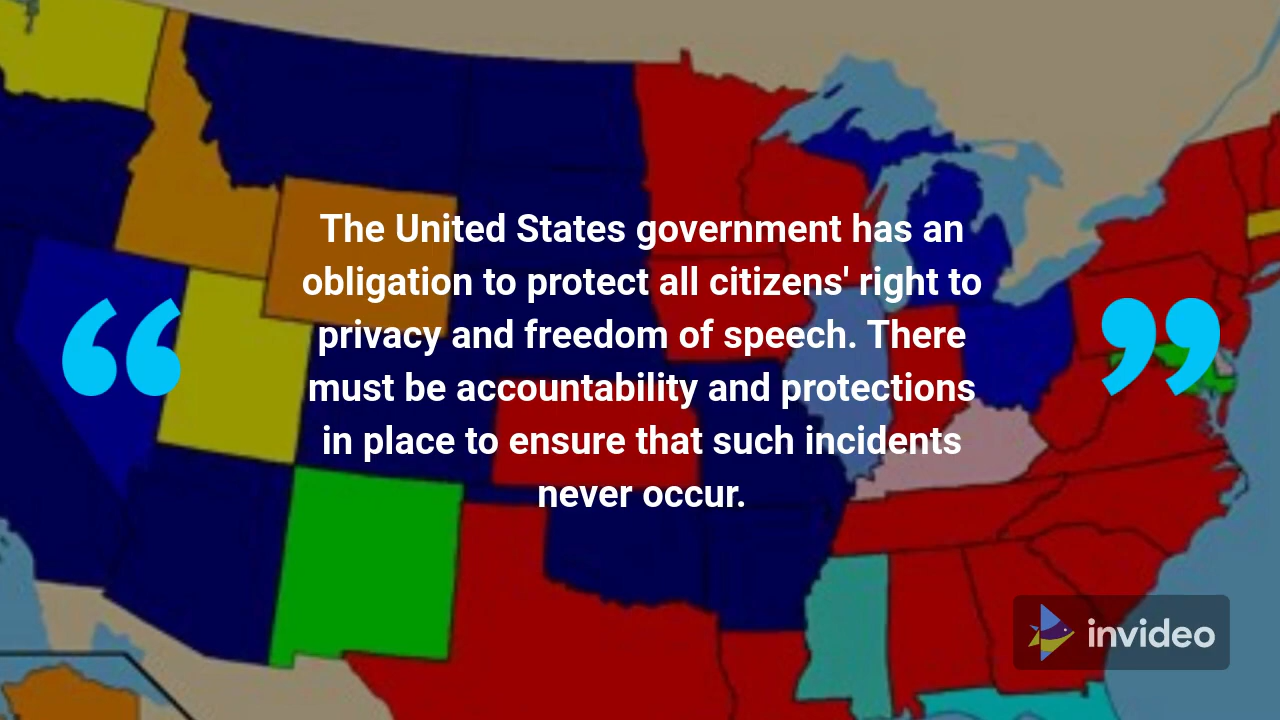 The United States government has an
obligation to protect all citizens' right to
privacy and freedom of speech. There
must be accountability and protections
in place to ensure that such incidents
never occur.
invideo